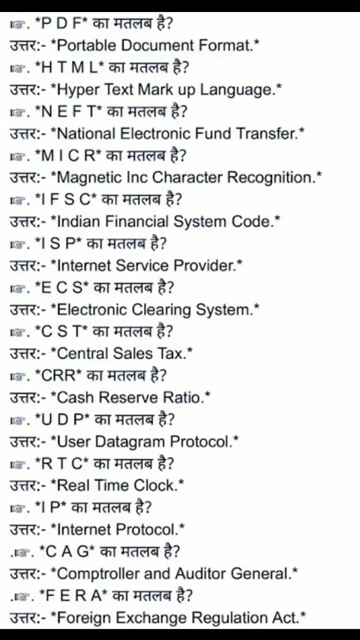 ☞. *P D F* का मतलब है?
उत्तर:- *Portable Document Format.*
☞. *H T M L* का मतलब है?
उत्तर:- *Hyper Text Mark up Language.*
☞. *N E F T* का मतलब है?
उत्तर:- *National Electronic Fund Transfer.*
☞. *M I C R* का मतलब है?
उत्तर:- *Magnetic Inc Character Recognition.*
☞. *I F S C* का मतलब है?
उत्तर:- *Indian Financial System Code.*
☞. *I S P* का मतलब है?
उत्तर:- *Internet Service Provider.*
☞. *E C S* का मतलब है?
उत्तर:- *Electronic Clearing System.*
☞. *C S T* का मतलब है?
उत्तर:- *Central Sales Tax.*
☞. *CRR* का मतलब है?
उत्तर:- *Cash Reserve Ratio.*
☞. *U D P* का मतलब है?
उत्तर:- *User Datagram Protocol.*
☞. *R T C* का मतलब है?
उत्तर:- *Real Time Clock.*
☞. *I P* का मतलब है?
उत्तर:- *Internet Protocol.*
.☞. *C A G* का मतलब है?
उत्तर:- *Comptroller and Auditor General.*
.☞. *F E R A* का मतलब है?
उत्तर:- *Foreign Exchange Regulation Act.*